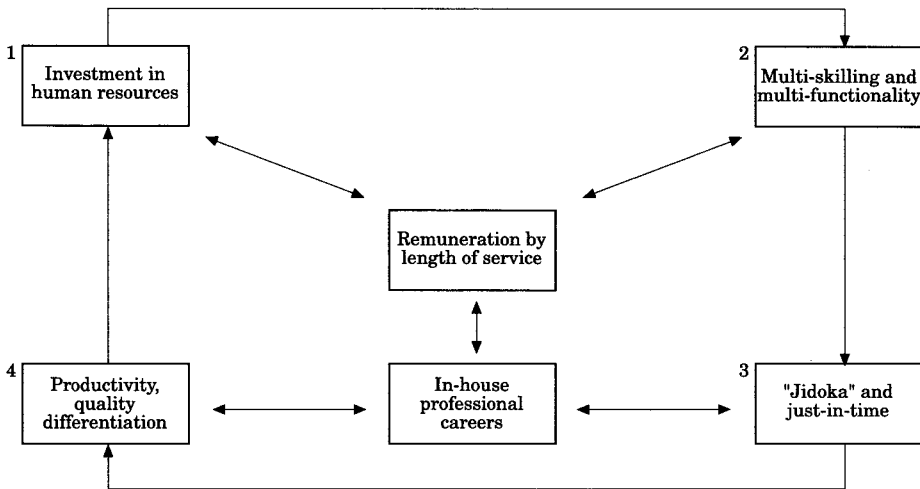 1
Investment in
human resources
2
Multi-skilling and
multi-functionality
Remuneration by
length of service
4
Productivity,
quality
differentiation
In-house
professional
careers
3
"Jidoka" and
just-in-time